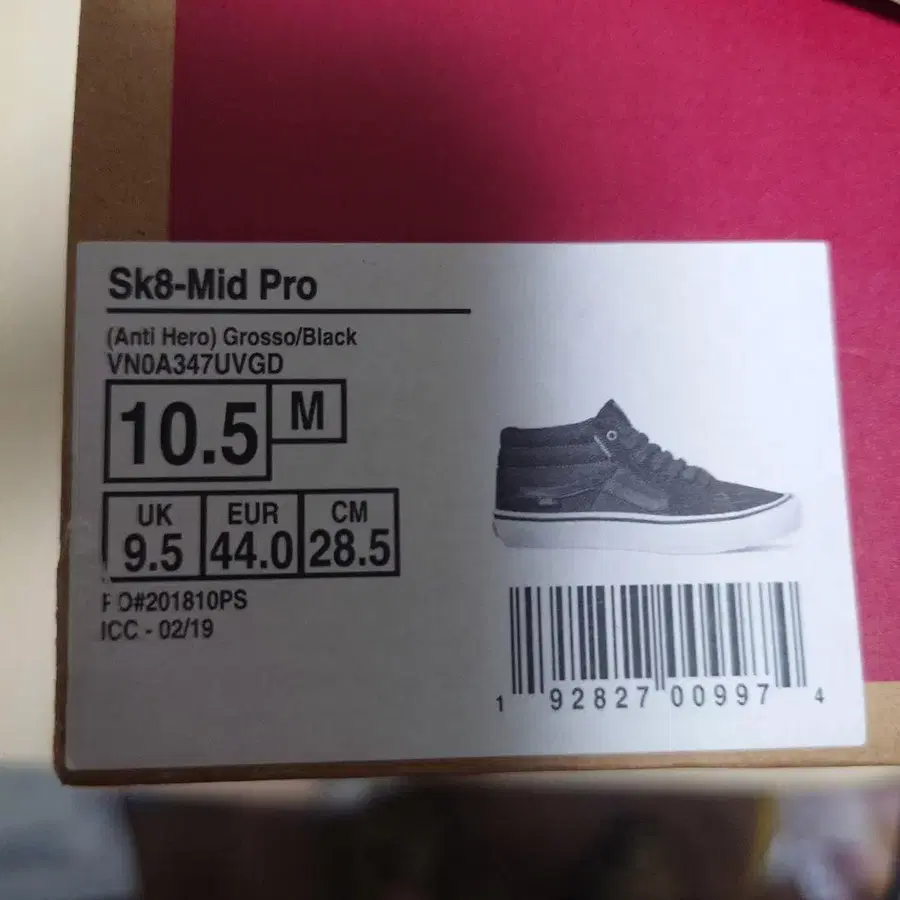 Sk8-Mid Pro
(Anti Hero) Grosso/Black
VN0A347UVGD
10.5 M
UK EUR CM
9.5 44.0 28.5
PO#201810PS
ICC - 02/19
1 92827 00997 4